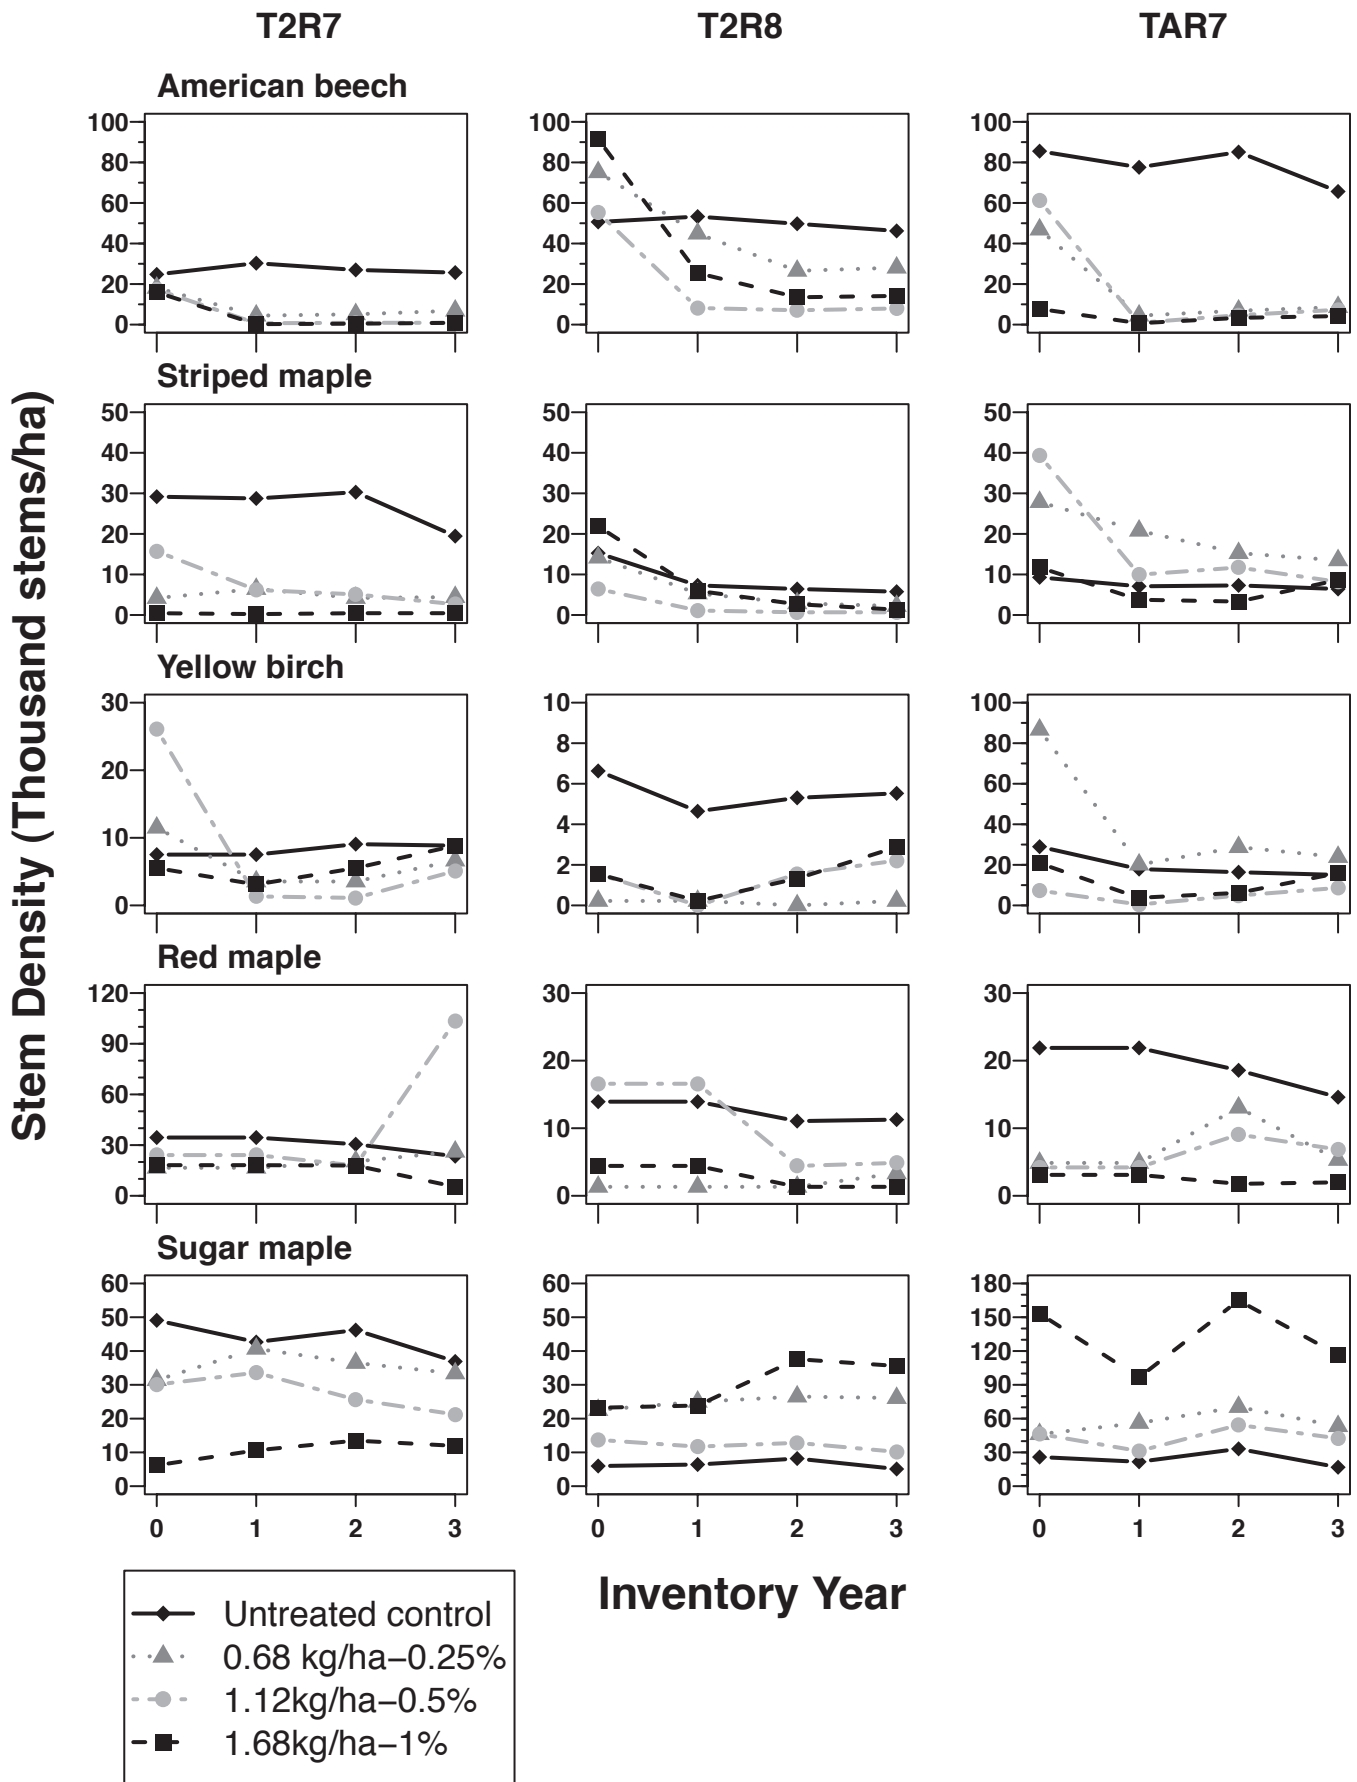 T2R7 T2R8 TAR7
American beech
100 80 60 40 20 0
100 80 60 40 20 0
100 80 60 40 20 0
Striped maple
50 40 30 20 10 0
50 40 30 20 10 0
50 40 30 20 10 0
Yellow birch
30 20 10 0
10 8 6 4 2 0
100 80 60 40 20 0
Red maple
120 90 60 30 0
30 20 10 0
30 20 10 0
Sugar maple
60 50 40 30 20 10 0
60 50 40 30 20 10 0
180 150 120 90 60 30 0
0 1 2 3
0 1 2 3
0 1 2 3
Stem Density (Thousand stems/ha)
Inventory Year
Untreated control
0.68 kg/ha−0.25%
1.12kg/ha−0.5%
1.68kg/ha−1%